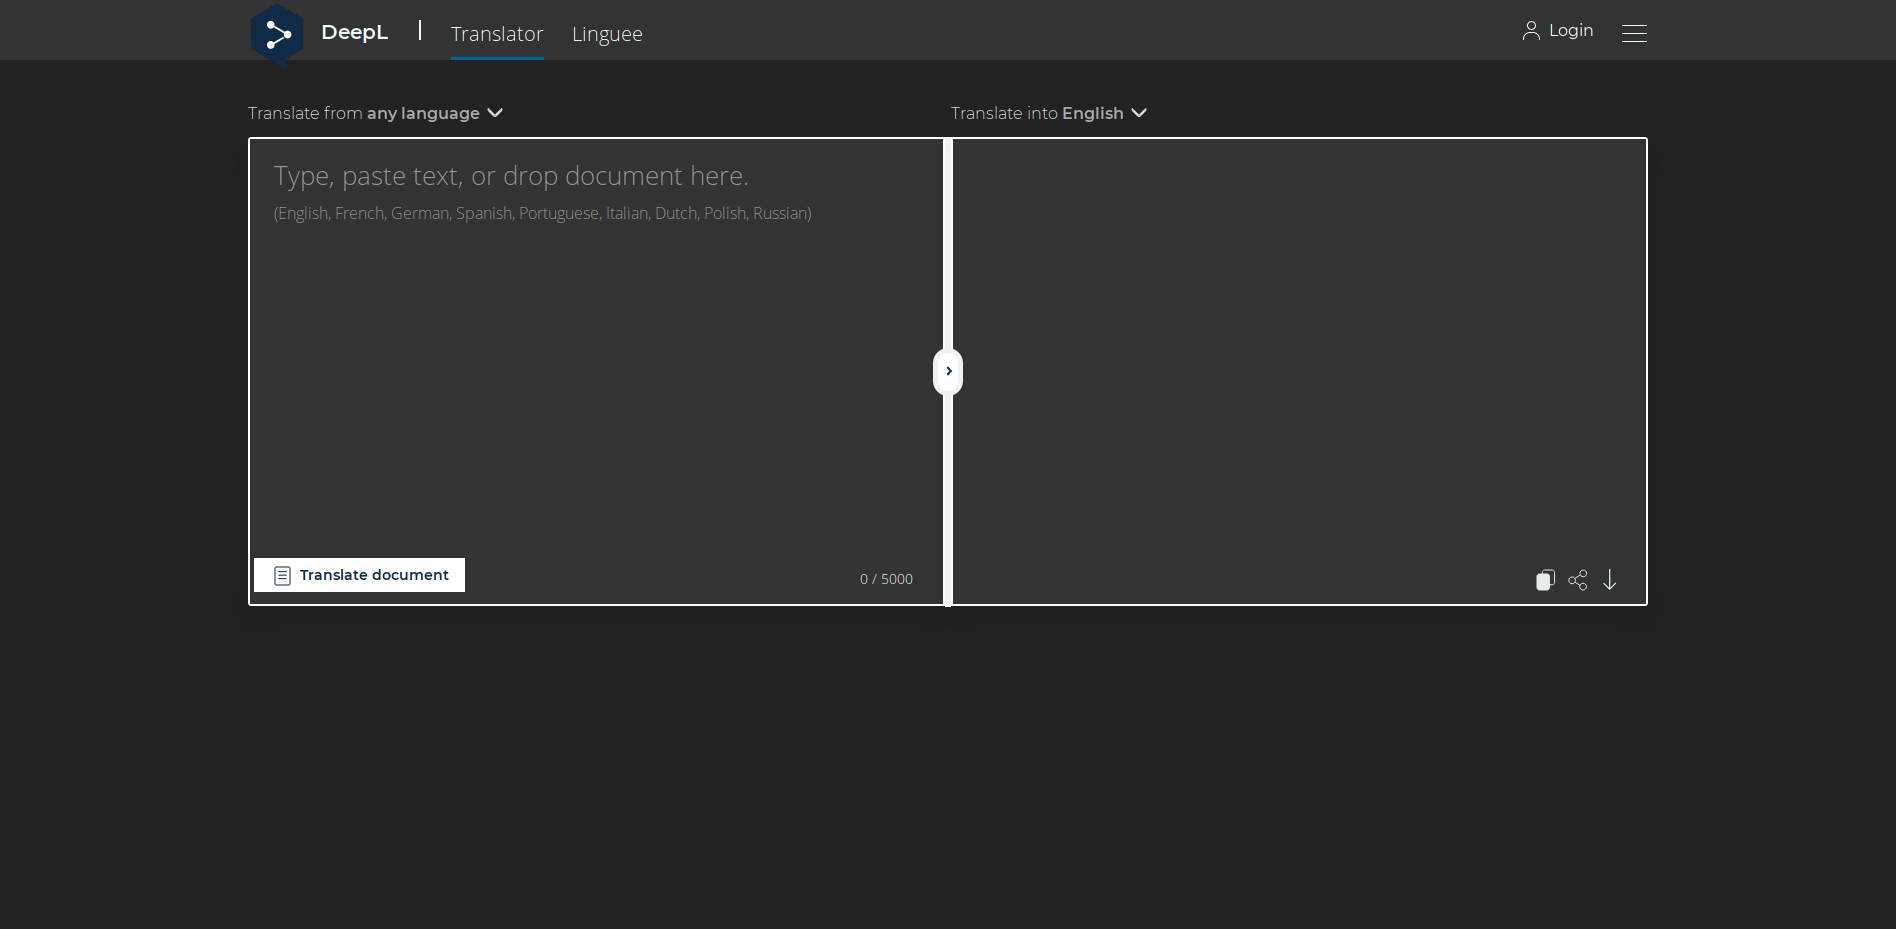 DeepL | Translator Linguee Login
Translate from any language
Translate into English
Type, paste text, or drop document here.
(English, French, German, Spanish, Portuguese, Italian, Dutch, Polish, Russian)
Translate document
0 / 5000